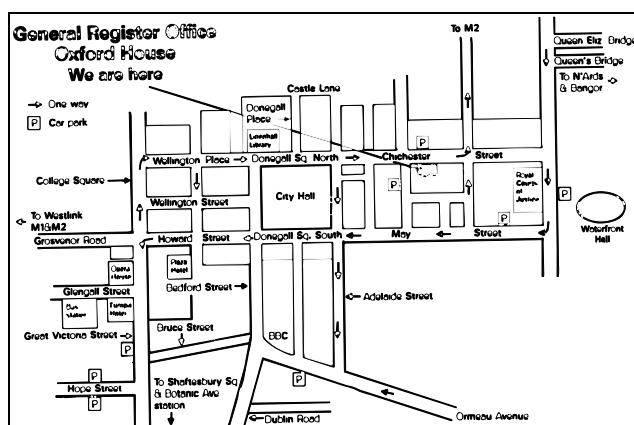 General Register Office
Oxford House
We are here
To M2
Queen Eliz Bridge
Queen's Bridge
To N'Ards
& Bangor
Castle Lane
One way
P Car park
Donegall
Place
Linenhall
Library
P
Wellington Place
Donegall Sq North
Chichester
Street
College Square
P
Royal
Courts
of
Justice
P
Wellington Street
City Hall
To Westlink
M1&M2
P
Waterfront
Hall
Grosvenor Road
Howard Street
Donegall Sq. South
May
Street
Opera
House
Plaza
Hotel
Glengall Street
Bedford Street
Adelaide Street
Bus
Station
Europa
Hotel
Bruce Street
Great Victoria Street
BBC
P
P
Hope Street
P
To Shaftesbury Sq
& Botanic Ave
station
P
Dublin Road
Ormeau Avenue